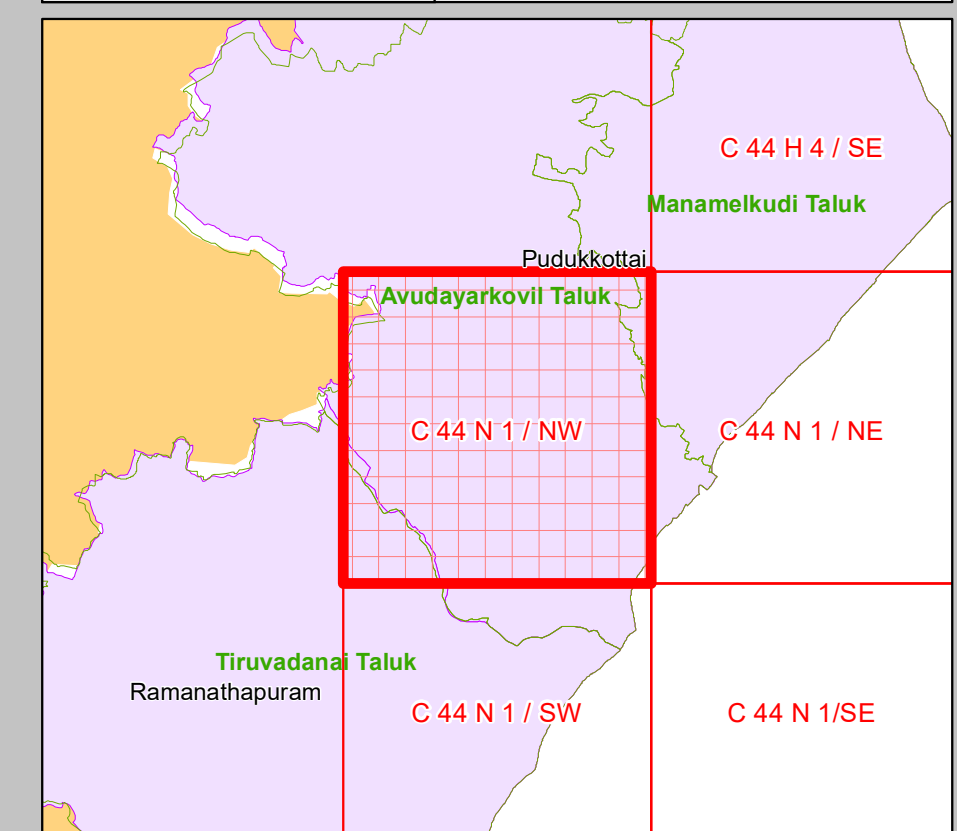 C 44 H 4 / SE
Manamelkudi Taluk
Pudukkottai
Avudayarkovil Taluk
C 44 N 1 / NW
C 44 N 1 / NE
Tiruvadanai Taluk
Ramanathapuram
C 44 N 1 / SW
C 44 N 1/SE